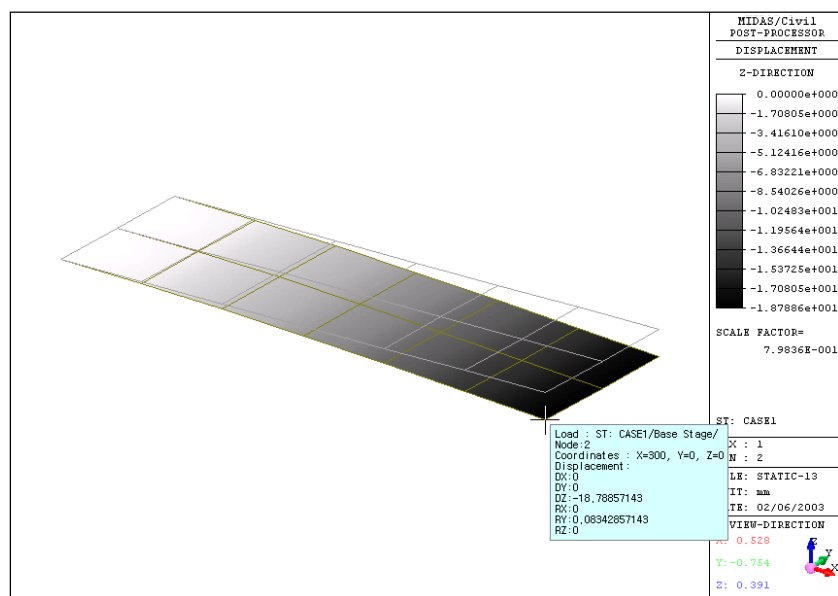 MIDAS/Civil
POST-PROCESSOR
DISPLACEMENT
Z-DIRECTION
0.00000e+000
-1.70805e+000
-3.41610e+000
-5.12416e+000
-6.83221e+000
-8.54026e+000
-1.02483e+001
-1.19564e+001
-1.36644e+001
-1.53725e+001
-1.70805e+001
-1.87886e+001
SCALE FACTOR=
7.9836E-001
ST: CASE1
X : 1
N : 2
LE: STATIC-13
IT: mm
TE: 02/06/2003
VIEW-DIRECTION
X: 0.528
Y:-0.754
Z: 0.391
Z
Y
X
Load : ST: CASE1/Base Stage/
Node:2
Coordinates : X=300, Y=0, Z=0
Displacement :
DX:0
DY:0
DZ:-18,78857143
RX:0
RY:0,08342857143
RZ:0